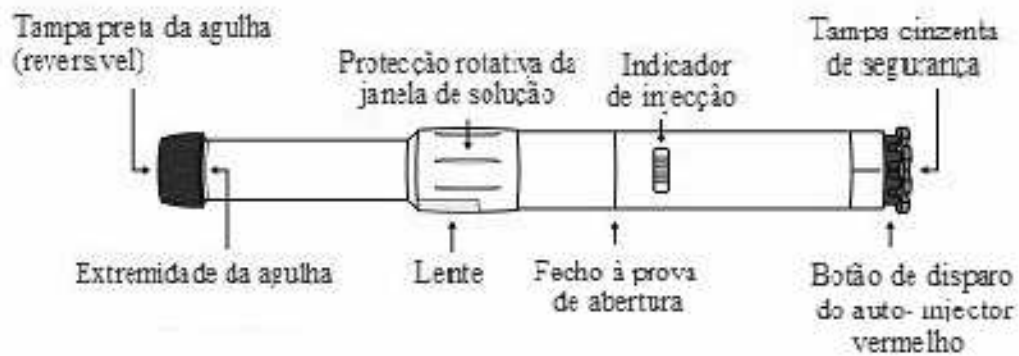 Tampa preta da agulha
(reversível)
Protecção rotativa da
janela de solução
Indicador
de injecção
Tampa cinzenta
de segurança
Extremidade da agulha
Lente
Fecho à prova
de abertura
Botão de disparo
do auto-injector
vermelho